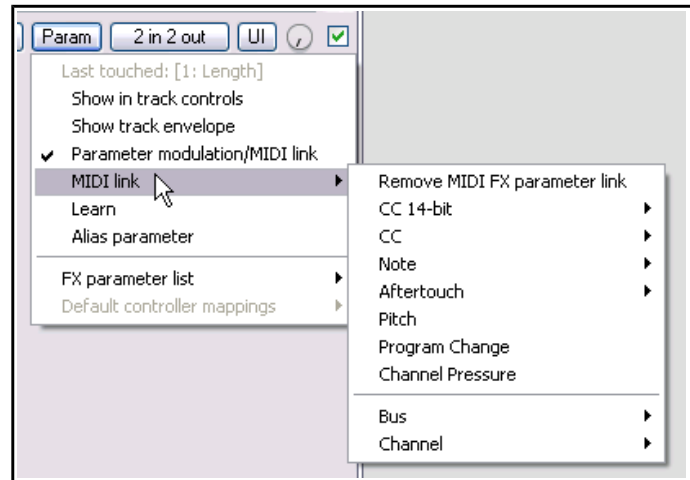 Param
2 in 2 out
UI
Last touched: [1: Length]
Show in track controls
Show track envelope
Parameter modulation/MIDI link
MIDI link
Learn
Alias parameter
FX parameter list
Default controller mappings
Remove MIDI FX parameter link
CC 14-bit
CC
Note
Aftertouch
Pitch
Program Change
Channel Pressure
Bus
Channel